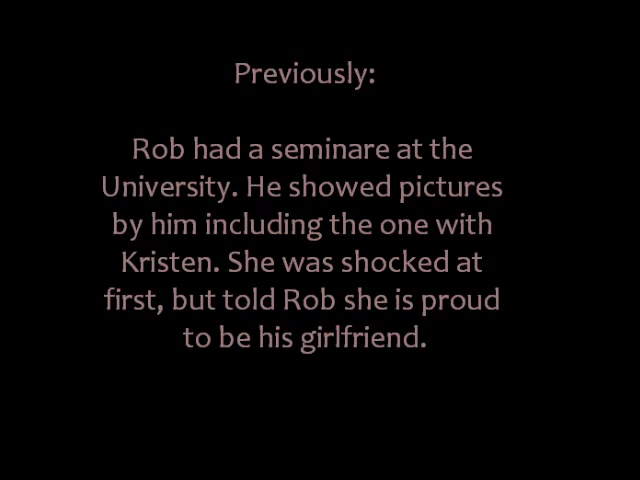 Previously:
Rob had a seminare at the
University. He showed pictures
by him including the one with
Kristen. She was shocked at
first, but told Rob she is proud
to be his girlfriend.